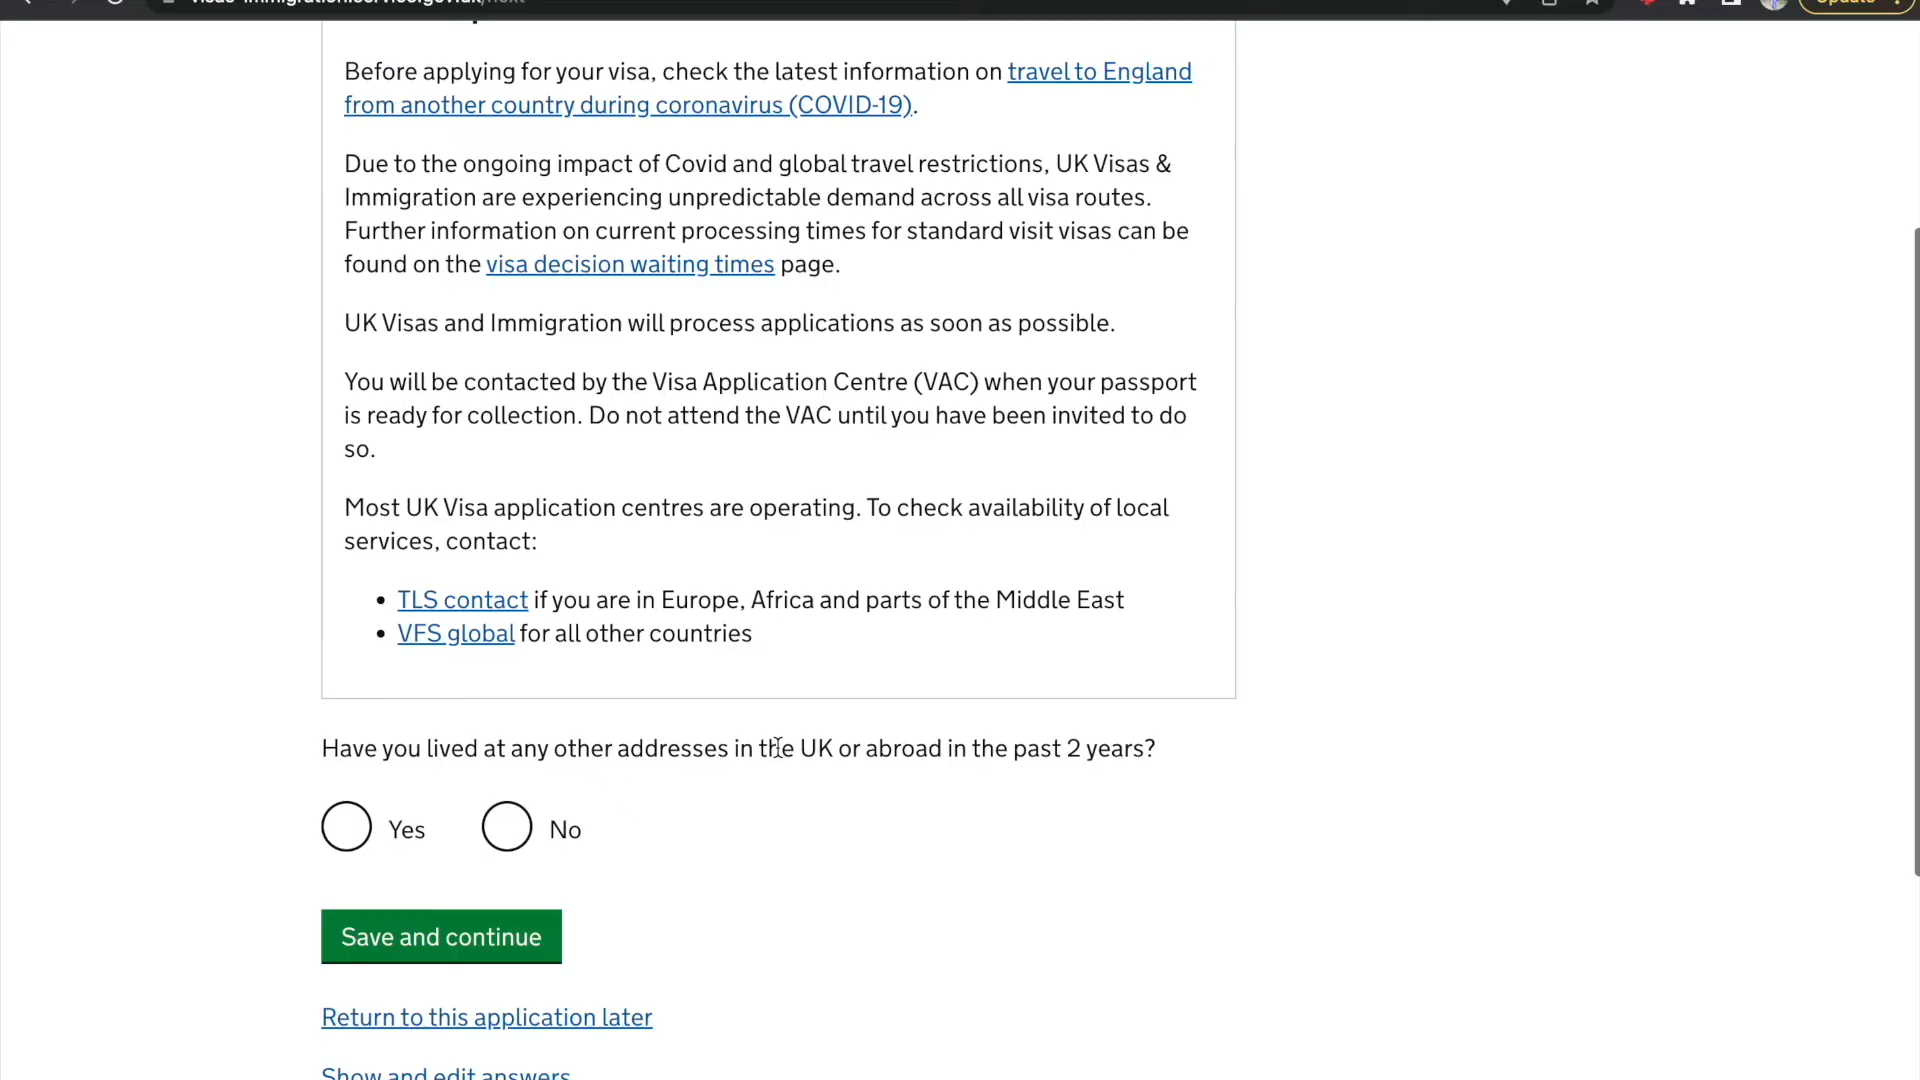 Update
Before applying for your visa, check the latest information on travel to England
from another country during coronavirus (COVID-19).
Due to the ongoing impact of Covid and global travel restrictions, UK Visas &
Immigration are experiencing unpredictable demand across all visa routes.
Further information on current processing times for standard visit visas can be
found on the visa decision waiting times page.
UK Visas and Immigration will process applications as soon as possible.
You will be contacted by the Visa Application Centre (VAC) when your passport
is ready for collection. Do not attend the VAC until you have been invited to do
so.
Most UK Visa application centres are operating. To check availability of local
services, contact:
• TLS contact if you are in Europe, Africa and parts of the Middle East
• VFS global for all other countries
Have you lived at any other addresses in the UK or abroad in the past 2 years?
Yes No
Save and continue
Return to this application later
Show and edit answers